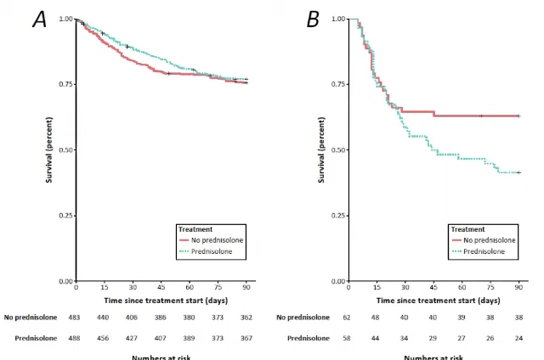 A
1.00
0.75
0.50
0.25
0.00
Survival (percent)
Treatment
No prednisolone
Prednisolone
0 15 30 45 60 75 90
Time since treatment start (days)
No prednisolone 483 440 406 386 380 373 362
Prednisolone 488 456 427 407 389 373 367
Numbers at risk
B
1.00
0.75
0.50
0.25
0.00
Survival (percent)
Treatment
No prednisolone
Prednisolone
0 15 30 45 60 75 90
Time since treatment start (days)
No prednisolone 62 48 40 40 39 38 38
Prednisolone 58 44 34 29 27 26 24
Numbers at risk